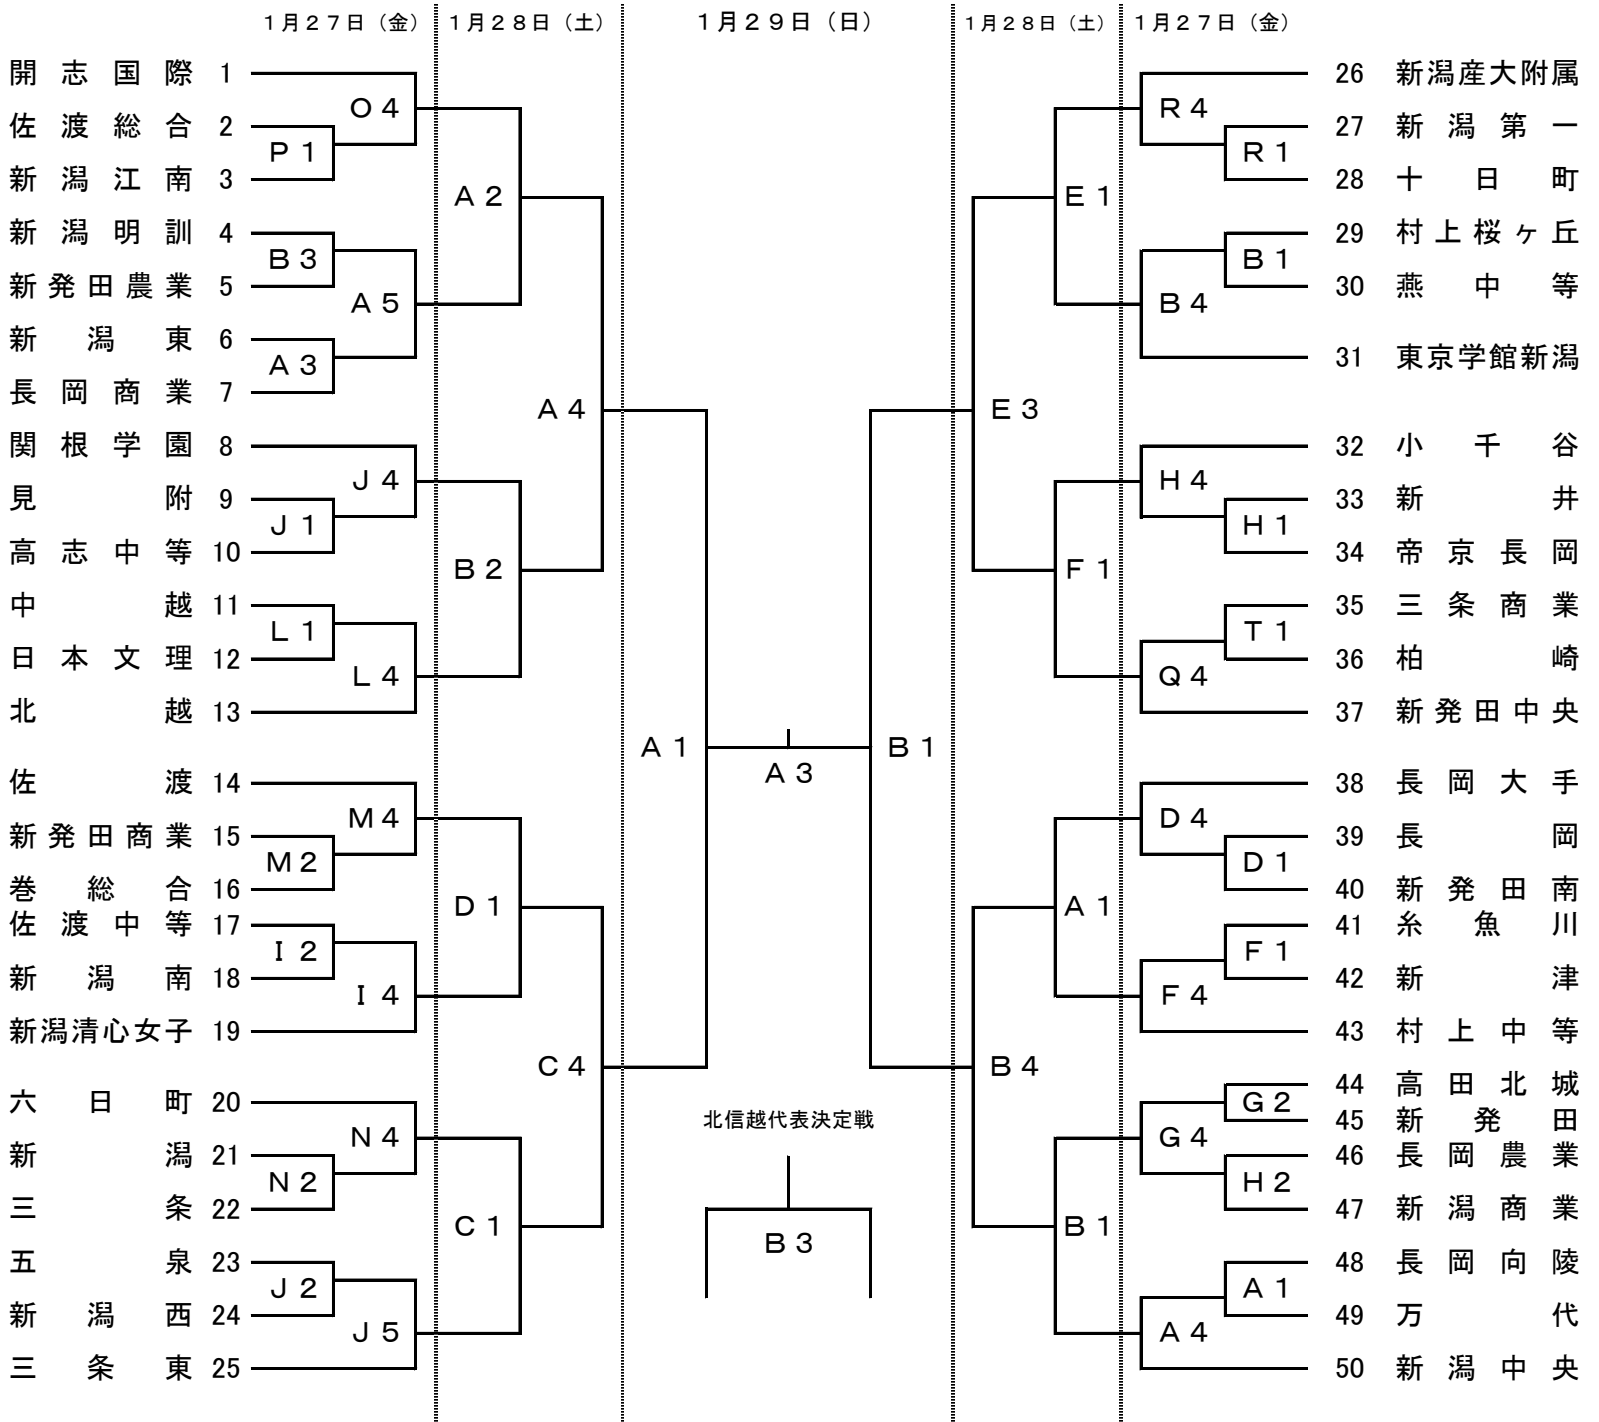 1月27日（金） 1月28日（土） 1月29日（日） 1月28日（土） 1月27日（金）
開志国際 1 26 新潟産大附属
O4 R4
佐渡総合 2 27 新潟第一
P1 R1
新潟江南 3 28 十日町
A2 E1
新潟明訓 4 29 村上桜ヶ丘
B3 B1
新発田農業 5 30 燕中等
A5 B4
新潟東 6
A3 31 東京学館新潟
長岡商業 7
A4 E3
関根学園 8 32 小千谷
J4 H4
見附 9 33 新井
J1 H1
高志中等 10 34 帝京長岡
B2 F1
中越 11 35 三条商業
L1 T1
日本文理 12 36 柏崎
L4 Q4
北越 13 37 新発田中央
A1 B1
A3
佐渡 14 38 長岡大手
M4 D4
新発田商業 15 39 長岡
M2 D1
巻総合 16 40 新発田南
D1 A1
佐渡中等 17 41 糸魚川
I2 F1
新潟南 18 42 新津
I4 F4
新潟清心女子 19 43 村上中等
C4 B4
44 高田北城
六日町 20 G2
北信越代表決定戦 45 新発田
N4 G4
新潟 21 46 長岡農業
N2 H2
三条 22 47 新潟商業
C1 B3 B1
五泉 23 48 長岡向陵
J2 A1
新潟西 24 49 万代
J5 A4
三条東 25 50 新潟中央